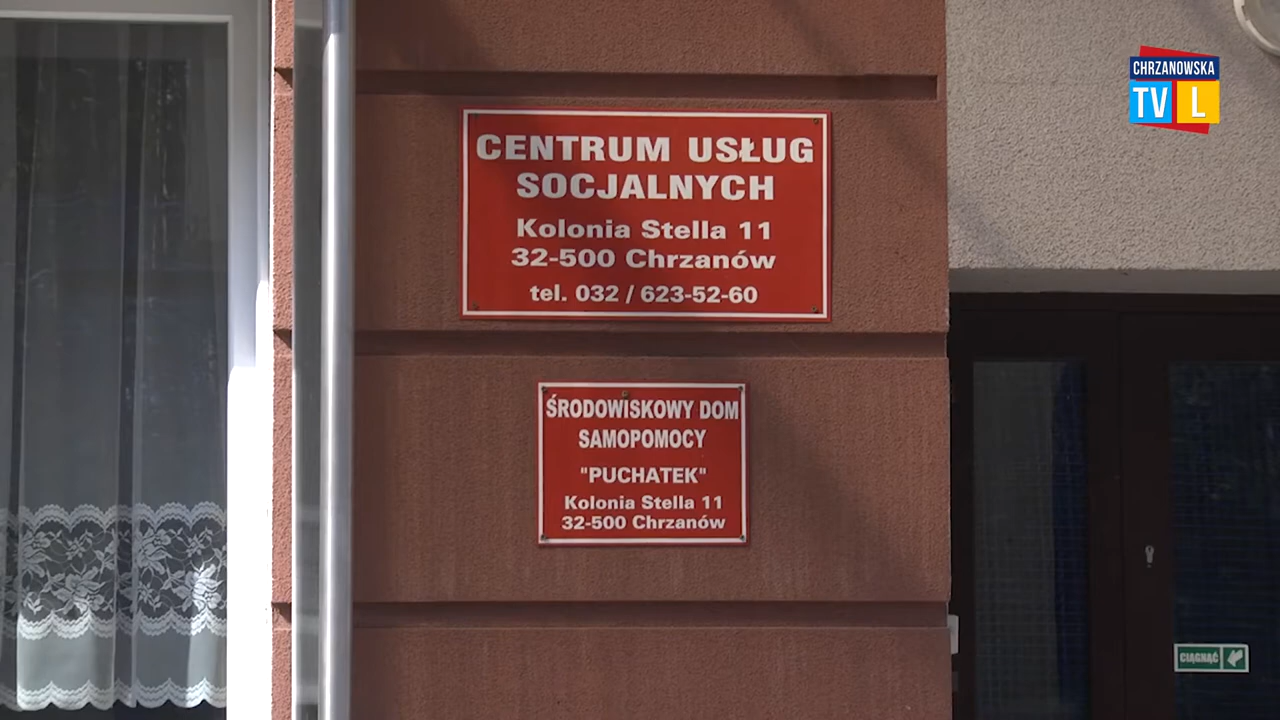 CHRZANOWSKA
TV L
CENTRUM USŁUG
SOCJALNYCH
Kolonia Stella 11
32-500 Chrzanów
tel. 032 / 623-52-60
ŚRODOWISKOWY DOM
SAMOPOMOCY
"PUCHATEK"
Kolonia Stella 11
32-500 Chrzanów
CIĄGNĄĆ